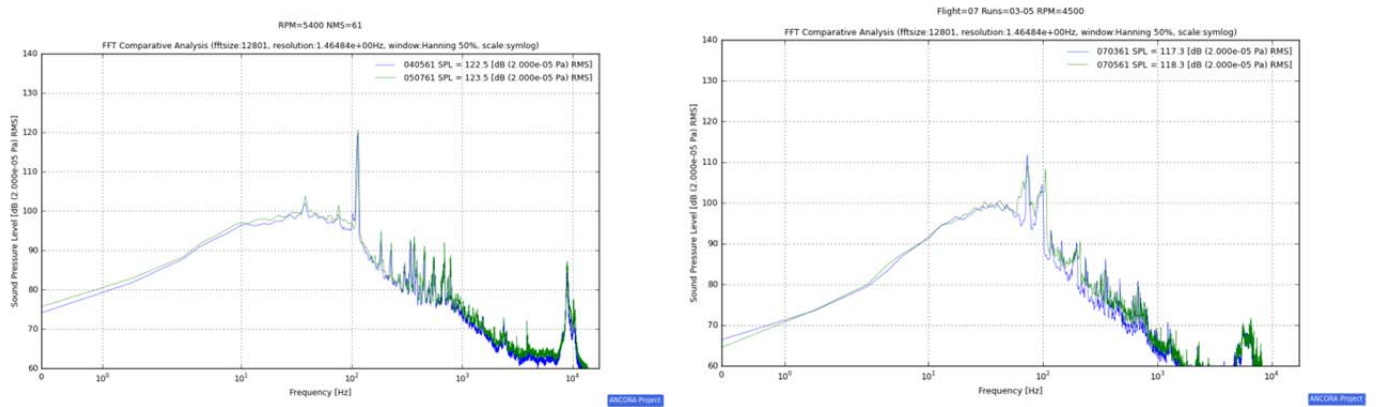 RPM=5400 NMS=61
FFT Comparative Analysis (fftsize:12801, resolution:1.46484e+00Hz, window:Hanning 50%, scale:symlog)
040561 SPL = 122.5 [dB (2.000e-05 Pa) RMS]
050761 SPL = 123.5 [dB (2.000e-05 Pa) RMS]
Sound Pressure Level [dB (2.000e-05 Pa) RMS]
140
130
120
110
100
90
80
70
60
0 10⁰ 10¹ 10² 10³ 10⁴
Frequency [Hz]
ANCORA Project
Flight=07 Runs=03-05 RPM=4500
FFT Comparative Analysis (fftsize:12801, resolution:1.46484e+00Hz, window:Hanning 50%, scale:symlog)
070361 SPL = 117.3 [dB (2.000e-05 Pa) RMS]
070561 SPL = 118.3 [dB (2.000e-05 Pa) RMS]
Sound Pressure Level [dB (2.000e-05 Pa) RMS]
140
130
120
110
100
90
80
70
60
0 10⁰ 10¹ 10² 10³ 10⁴
Frequency [Hz]
ANCORA Project